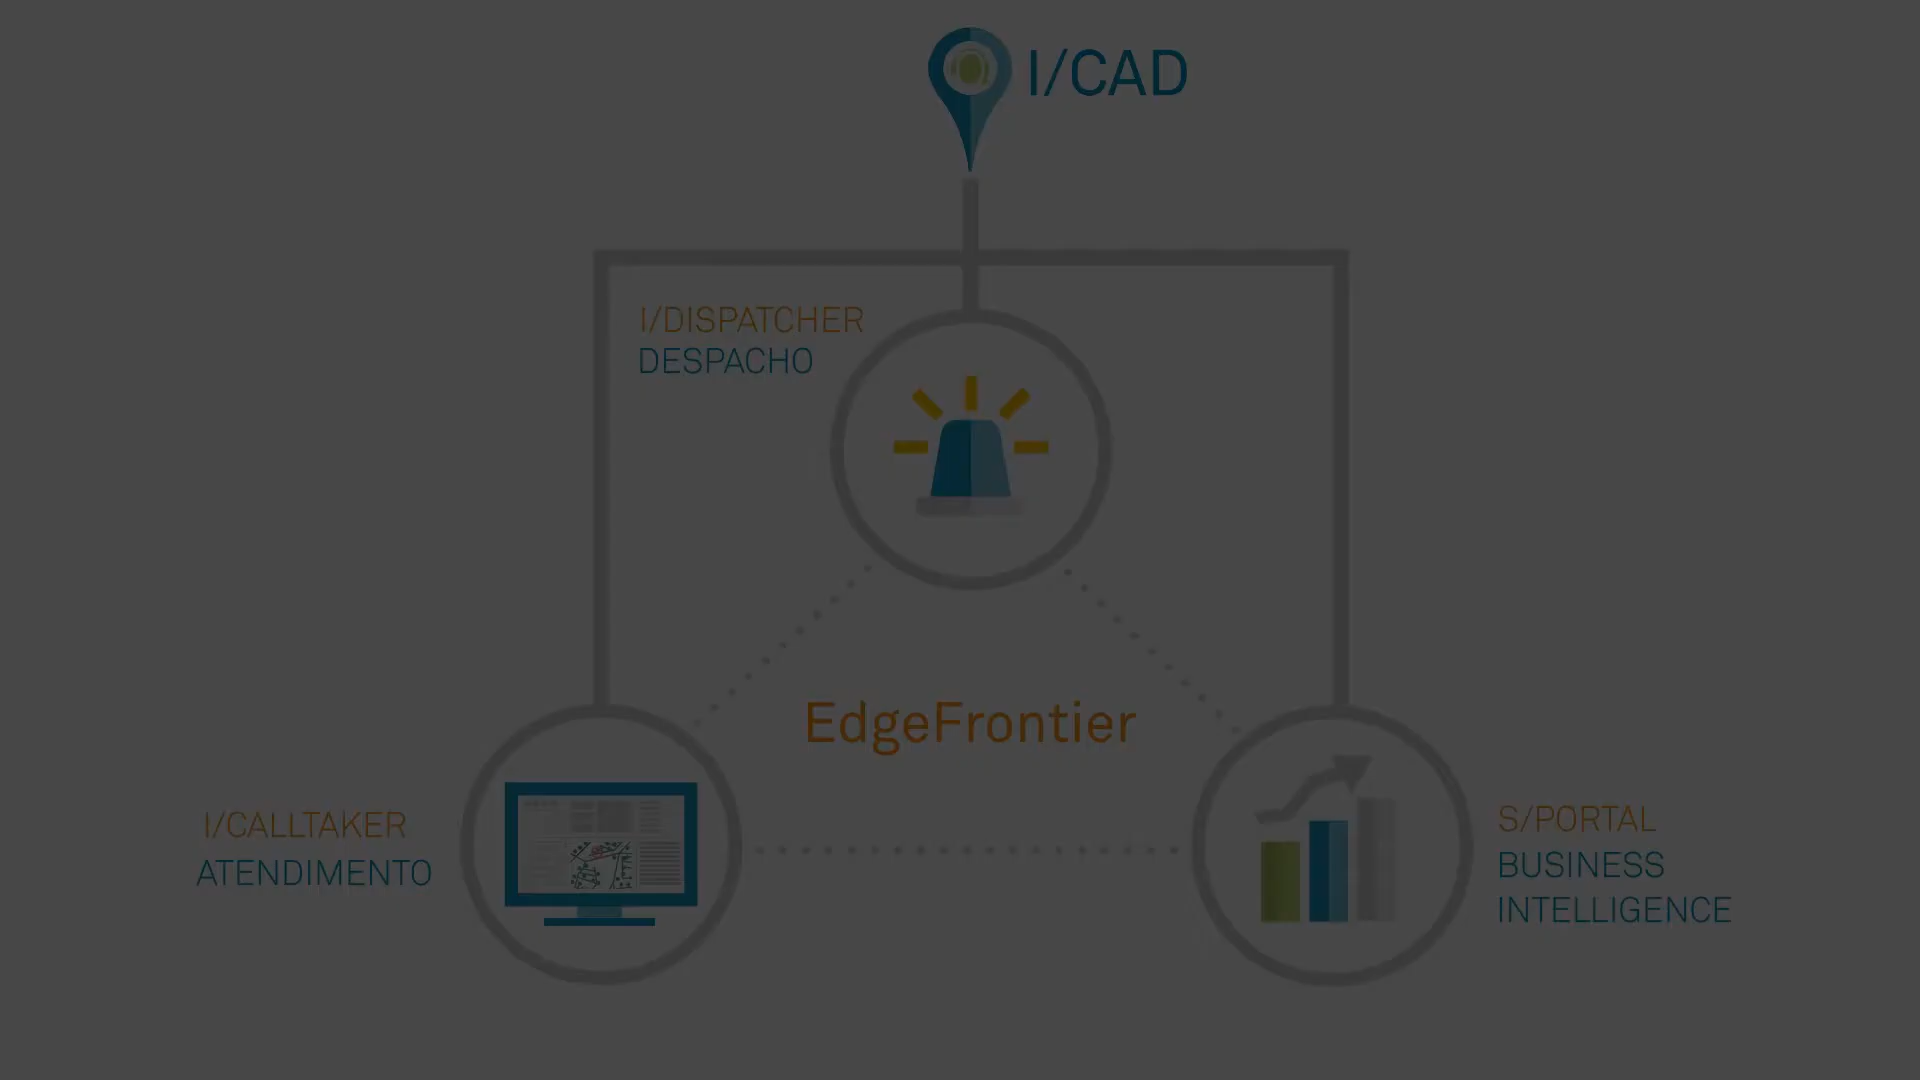 I/CAD
I/DISPATCHER
DESPACHO
EdgeFrontier
I/CALLTAKER
ATENDIMENTO
S/PORTAL
BUSINESS
INTELLIGENCE